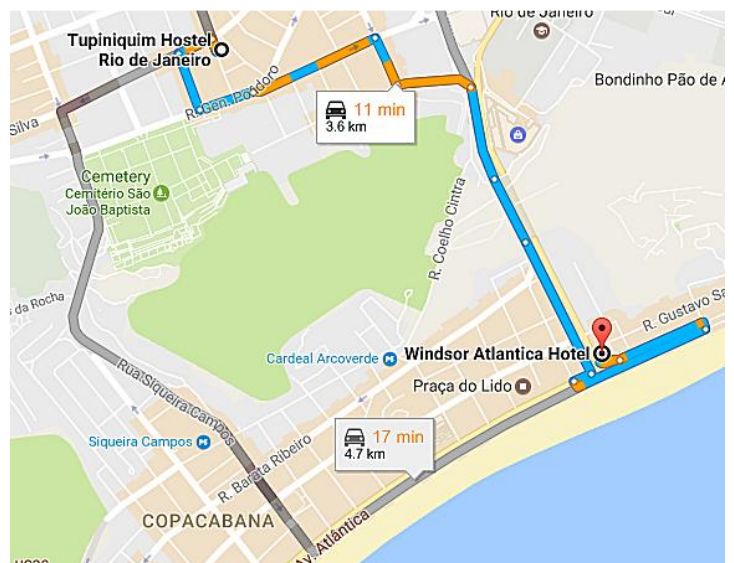 Rio de Janeiro
Tupiniquim Hostel
Rio de Janeiro
Bondinho Pão de A
R. Gen. Polidoro
11 min
3.6 km
Silva
Cemetery
Cemitério São
João Baptista
R. Coelho Cintra
s da Rocha
R. Gustavo Sa
Cardeal Arcoverde
Windsor Atlantica Hotel
Praça do Lido
Rua Siqueira Campos
17 min
4.7 km
Siqueira Campos
R. Barata Ribeiro
COPACABANA
Av. Atlântica